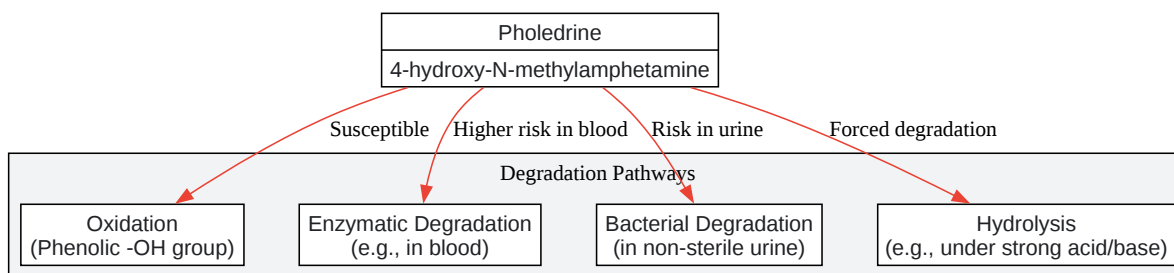 Pholedrine
4-hydroxy-N-methylamphetamine
Susceptible
Higher risk in blood
Risk in urine
Forced degradation
Degradation Pathways
Oxidation
(Phenolic -OH group)
Enzymatic Degradation
(e.g., in blood)
Bacterial Degradation
(in non-sterile urine)
Hydrolysis
(e.g., under strong acid/base)